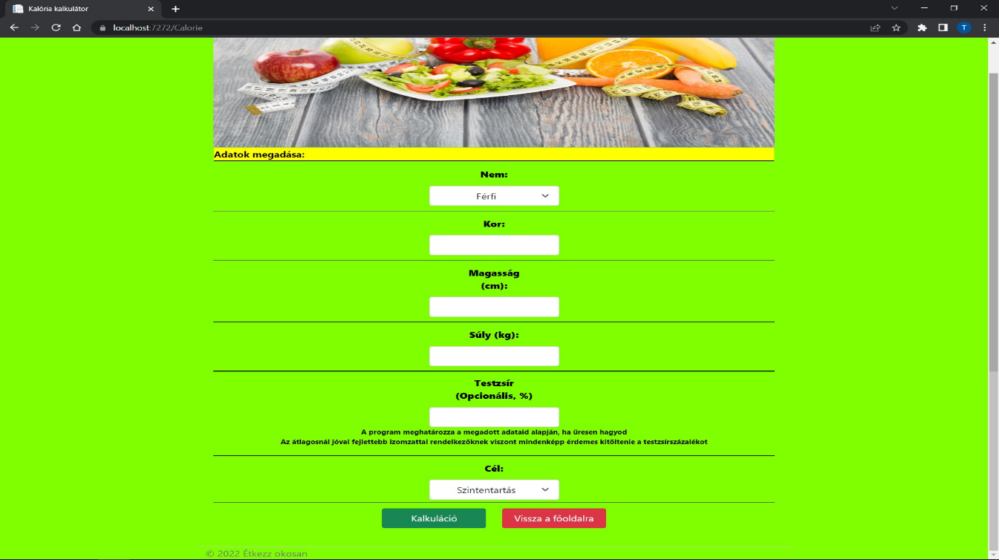 Kalória kalkulátor
localhost:7272/Calorie
T
Adatok megadása:
Nem:
Férfi
Kor:
Magasság
(cm):
Súly (kg):
Testzsír
(Opcionális, %)
A program meghatározza a megadott adataid alapján, ha üresen hagyod
Az átlagosnál jóval fejlettebb izomzattal rendelkezőknek viszont mindenképp érdemes kitöltenie a testzsírszázalékot
Cél:
Szintentartás
Kalkuláció Vissza a főoldalra
© 2022 Étkezz okosan